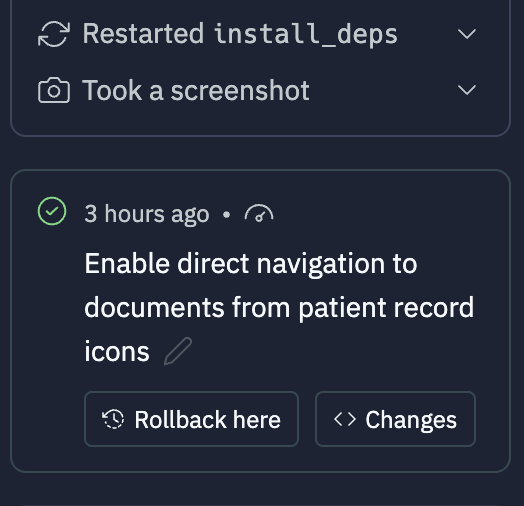 Restarted install_deps
Took a screenshot
3 hours ago •
Enable direct navigation to
documents from patient record
icons
Rollback here
Changes